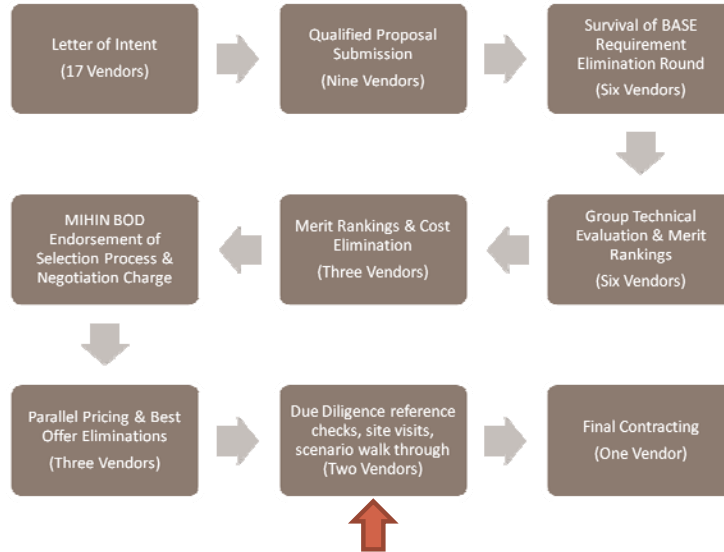 Letter of Intent
(17 Vendors)
Qualified Proposal
Submission
(Nine Vendors)
Survival of BASE
Requirement
Elimination Round
(Six Vendors)
Group Technical
Evaluation & Merit
Rankings
(Six Vendors)
Merit Rankings & Cost
Elimination
(Three Vendors)
MIHIN BOD
Endorsement of
Selection Process &
Negotiation Charge
Parallel Pricing & Best
Offer Eliminations
(Three Vendors)
Due Diligence reference
checks, site visits,
scenario walk through
(Two Vendors)
Final Contracting
(One Vendor)